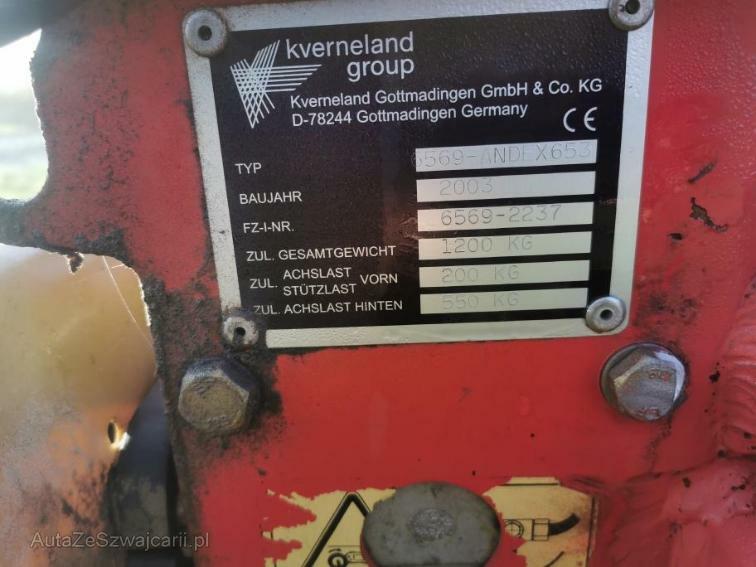 kverneland
group
Kverneland Gottmadingen GmbH & Co. KG
D-78244 Gottmadingen Germany
CE
TYP 6569-ANDEX653
BAUJAHR 2003
FZ-I-NR. 6569-2237
ZUL. GESAMTGEWICHT 1200 KG
ZUL. ACHSLAST STÜTZLAST VORN 200 KG
ZUL. ACHSLAST HINTEN 550 KG
AutaZeSzwajcarii.pl